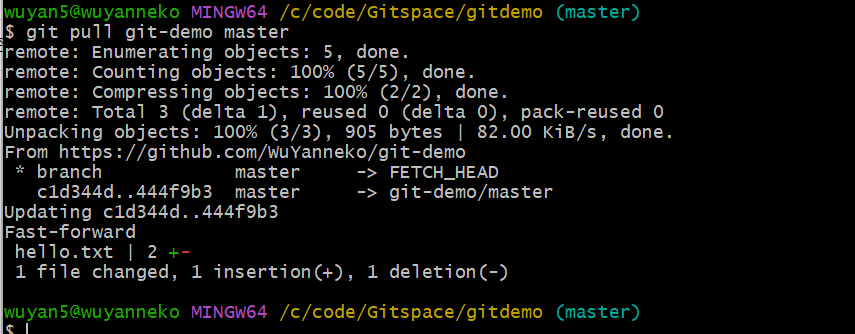 wuyan5@wuyanneko MINGW64 /c/code/Gitspace/gitdemo (master)
$ git pull git-demo master
remote: Enumerating objects: 5, done.
remote: Counting objects: 100% (5/5), done.
remote: Compressing objects: 100% (2/2), done.
remote: Total 3 (delta 1), reused 0 (delta 0), pack-reused 0
Unpacking objects: 100% (3/3), 905 bytes | 82.00 KiB/s, done.
From https://github.com/WuYanneko/git-demo
 * branch            master     -> FETCH_HEAD
   c1d344d..444f9b3  master     -> git-demo/master
Updating c1d344d..444f9b3
Fast-forward
 hello.txt | 2 +-
 1 file changed, 1 insertion(+), 1 deletion(-)
wuyan5@wuyanneko MINGW64 /c/code/Gitspace/gitdemo (master)
$